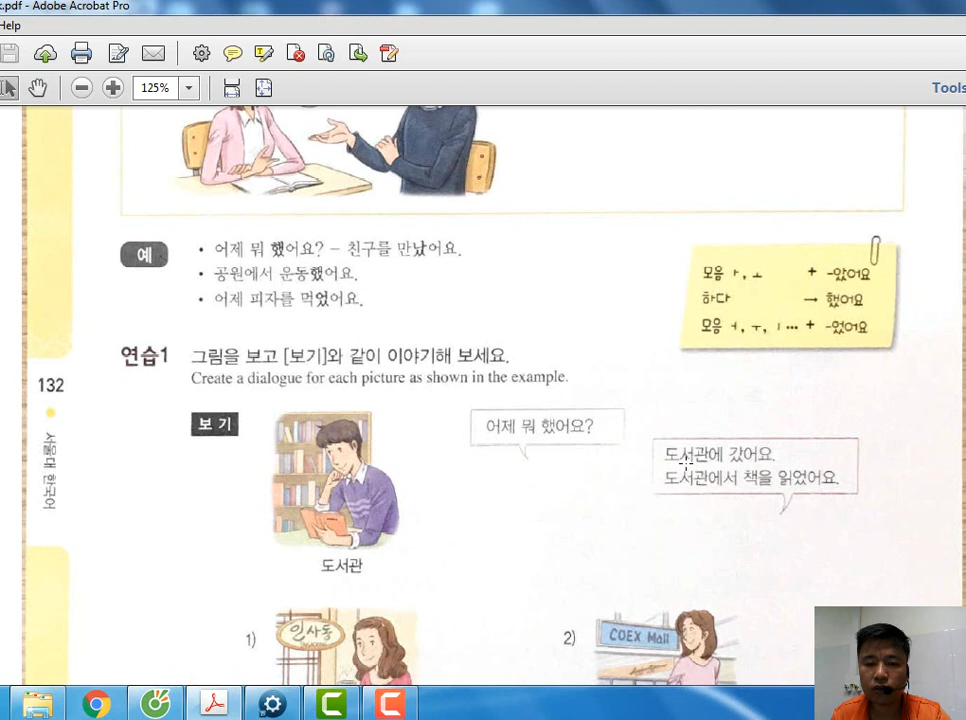 k.pdf - Adobe Acrobat Pro
Help
125%
Tools
예
• 어제 뭐 했어요? – 친구를 만났어요.
• 공원에서 운동했어요.
• 어제 피자를 먹었어요.
모음 ㅏ, ㅗ + -았어요
하다 → 했어요
모음 ㅓ, ㅜ, ㅣ ··· + -었어요
연습1 그림을 보고 [보기]와 같이 이야기해 보세요.
Create a dialogue for each picture as shown in the example.
132
서울대 한국어
보기
어제 뭐 했어요?
도서관에 갔어요.
도서관에서 책을 읽었어요.
도서관
1)
인사동
2)
COEX Mall